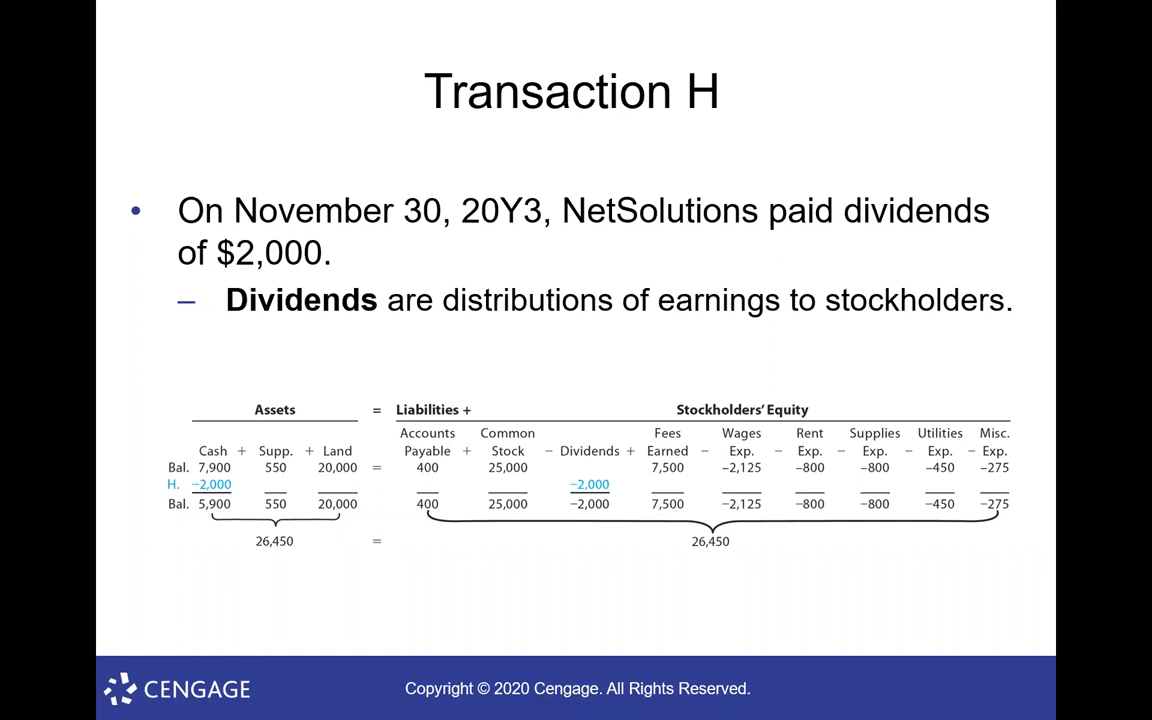 Transaction H
• On November 30, 20Y3, NetSolutions paid dividends
of $2,000.
– Dividends are distributions of earnings to stockholders.
Assets = Liabilities + Stockholders' Equity
Accounts Common Fees Wages Rent Supplies Utilities Misc.
Cash + Supp. + Land Payable + Stock − Dividends + Earned − Exp. − Exp. − Exp. − Exp. − Exp.
Bal. 7,900 550 20,000 = 400 25,000 7,500 −2,125 −800 −800 −450 −275
H. −2,000 −2,000
Bal. 5,900 550 20,000 400 25,000 −2,000 7,500 −2,125 −800 −800 −450 −275
26,450 = 26,450
CENGAGE Copyright © 2020 Cengage. All Rights Reserved.